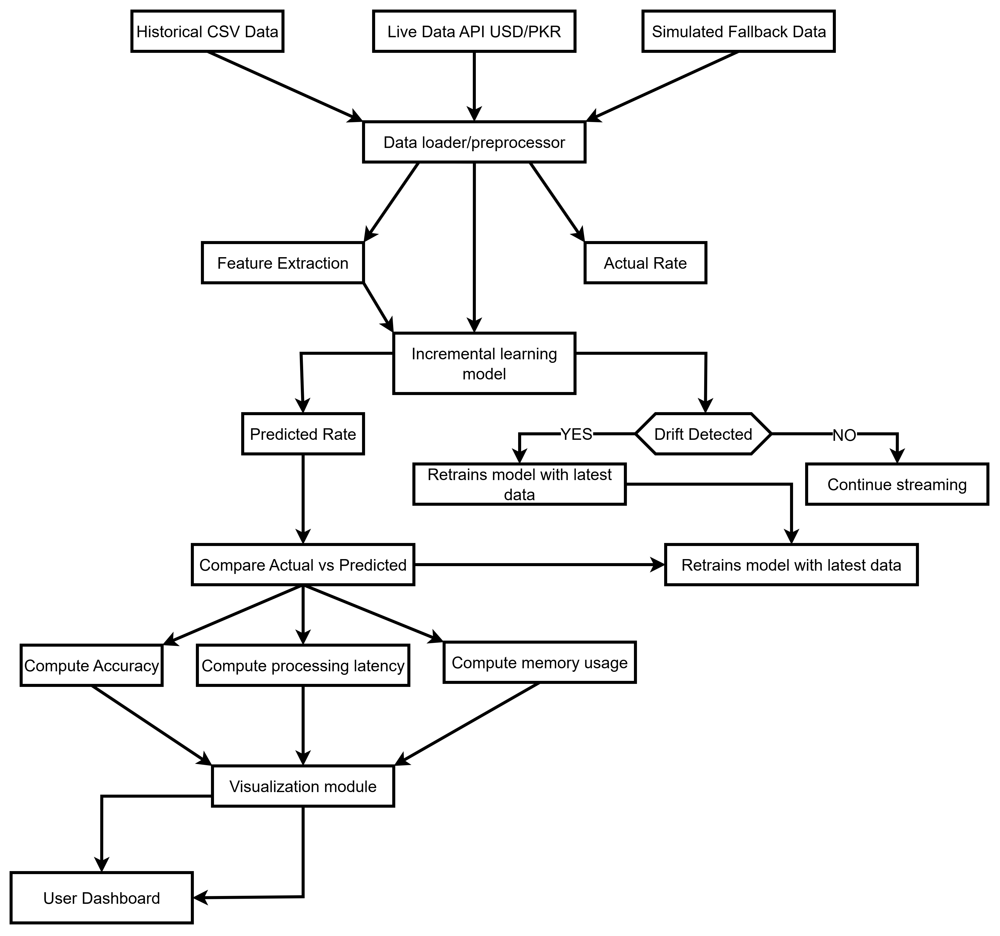 Historical CSV Data
Live Data API USD/PKR
Simulated Fallback Data
Data loader/preprocessor
Feature Extraction
Actual Rate
Incremental learning
model
Predicted Rate
YES
Drift Detected
NO
Retrains model with latest
data
Continue streaming
Compare Actual vs Predicted
Retrains model with latest data
Compute Accuracy
Compute processing latency
Compute memory usage
Visualization module
User Dashboard